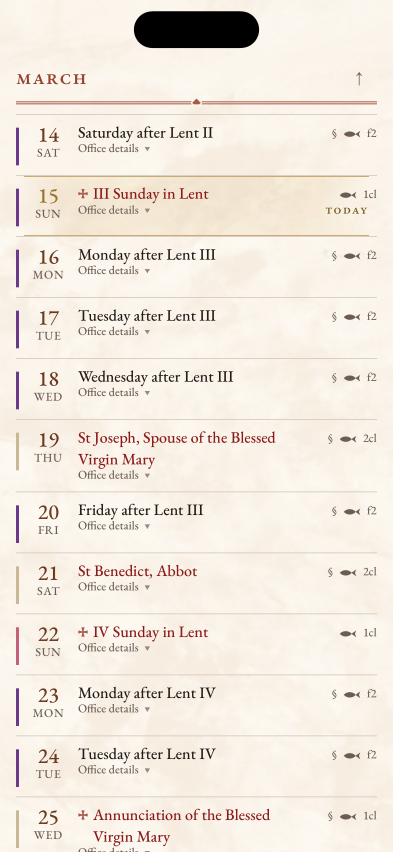 MARCH ↑
14 Saturday after Lent II § f2
SAT Office details ▼
15 ✢ III Sunday in Lent 1cl
SUN Office details ▼ TODAY
16 Monday after Lent III § f2
MON Office details ▼
17 Tuesday after Lent III § f2
TUE Office details ▼
18 Wednesday after Lent III § f2
WED Office details ▼
19 St Joseph, Spouse of the Blessed § 2cl
THU Virgin Mary
Office details ▼
20 Friday after Lent III § f2
FRI Office details ▼
21 St Benedict, Abbot § 2cl
SAT Office details ▼
22 ✢ IV Sunday in Lent 1cl
SUN Office details ▼
23 Monday after Lent IV § f2
MON Office details ▼
24 Tuesday after Lent IV § f2
TUE Office details ▼
25 ✢ Annunciation of the Blessed § 1cl
WED Virgin Mary
Office details ▼